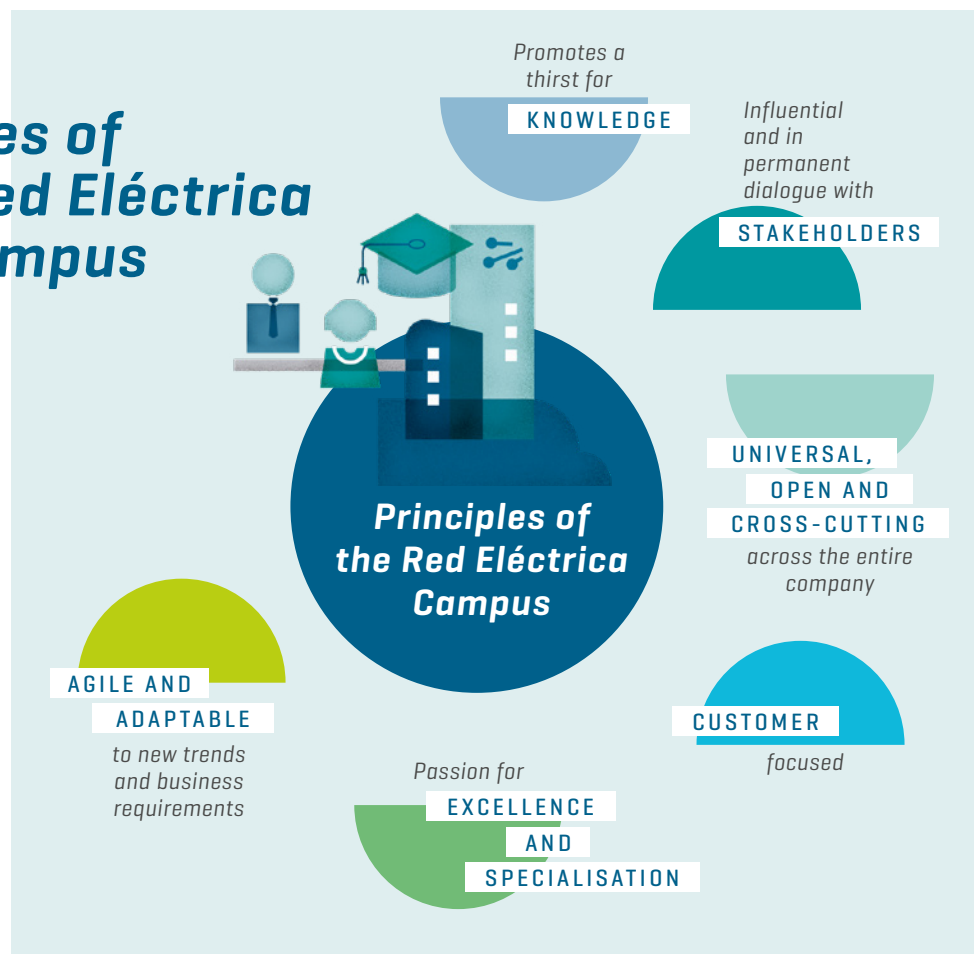 es of
ed Eléctrica
mpus
Promotes a
thirst for
KNOWLEDGE
Influential
and in
permanent
dialogue with
STAKEHOLDERS
UNIVERSAL,
OPEN AND
CROSS-CUTTING
across the entire
company
Principles of
the Red Eléctrica
Campus
CUSTOMER
focused
Passion for
EXCELLENCE
AND
SPECIALISATION
AGILE AND
ADAPTABLE
to new trends
and business
requirements